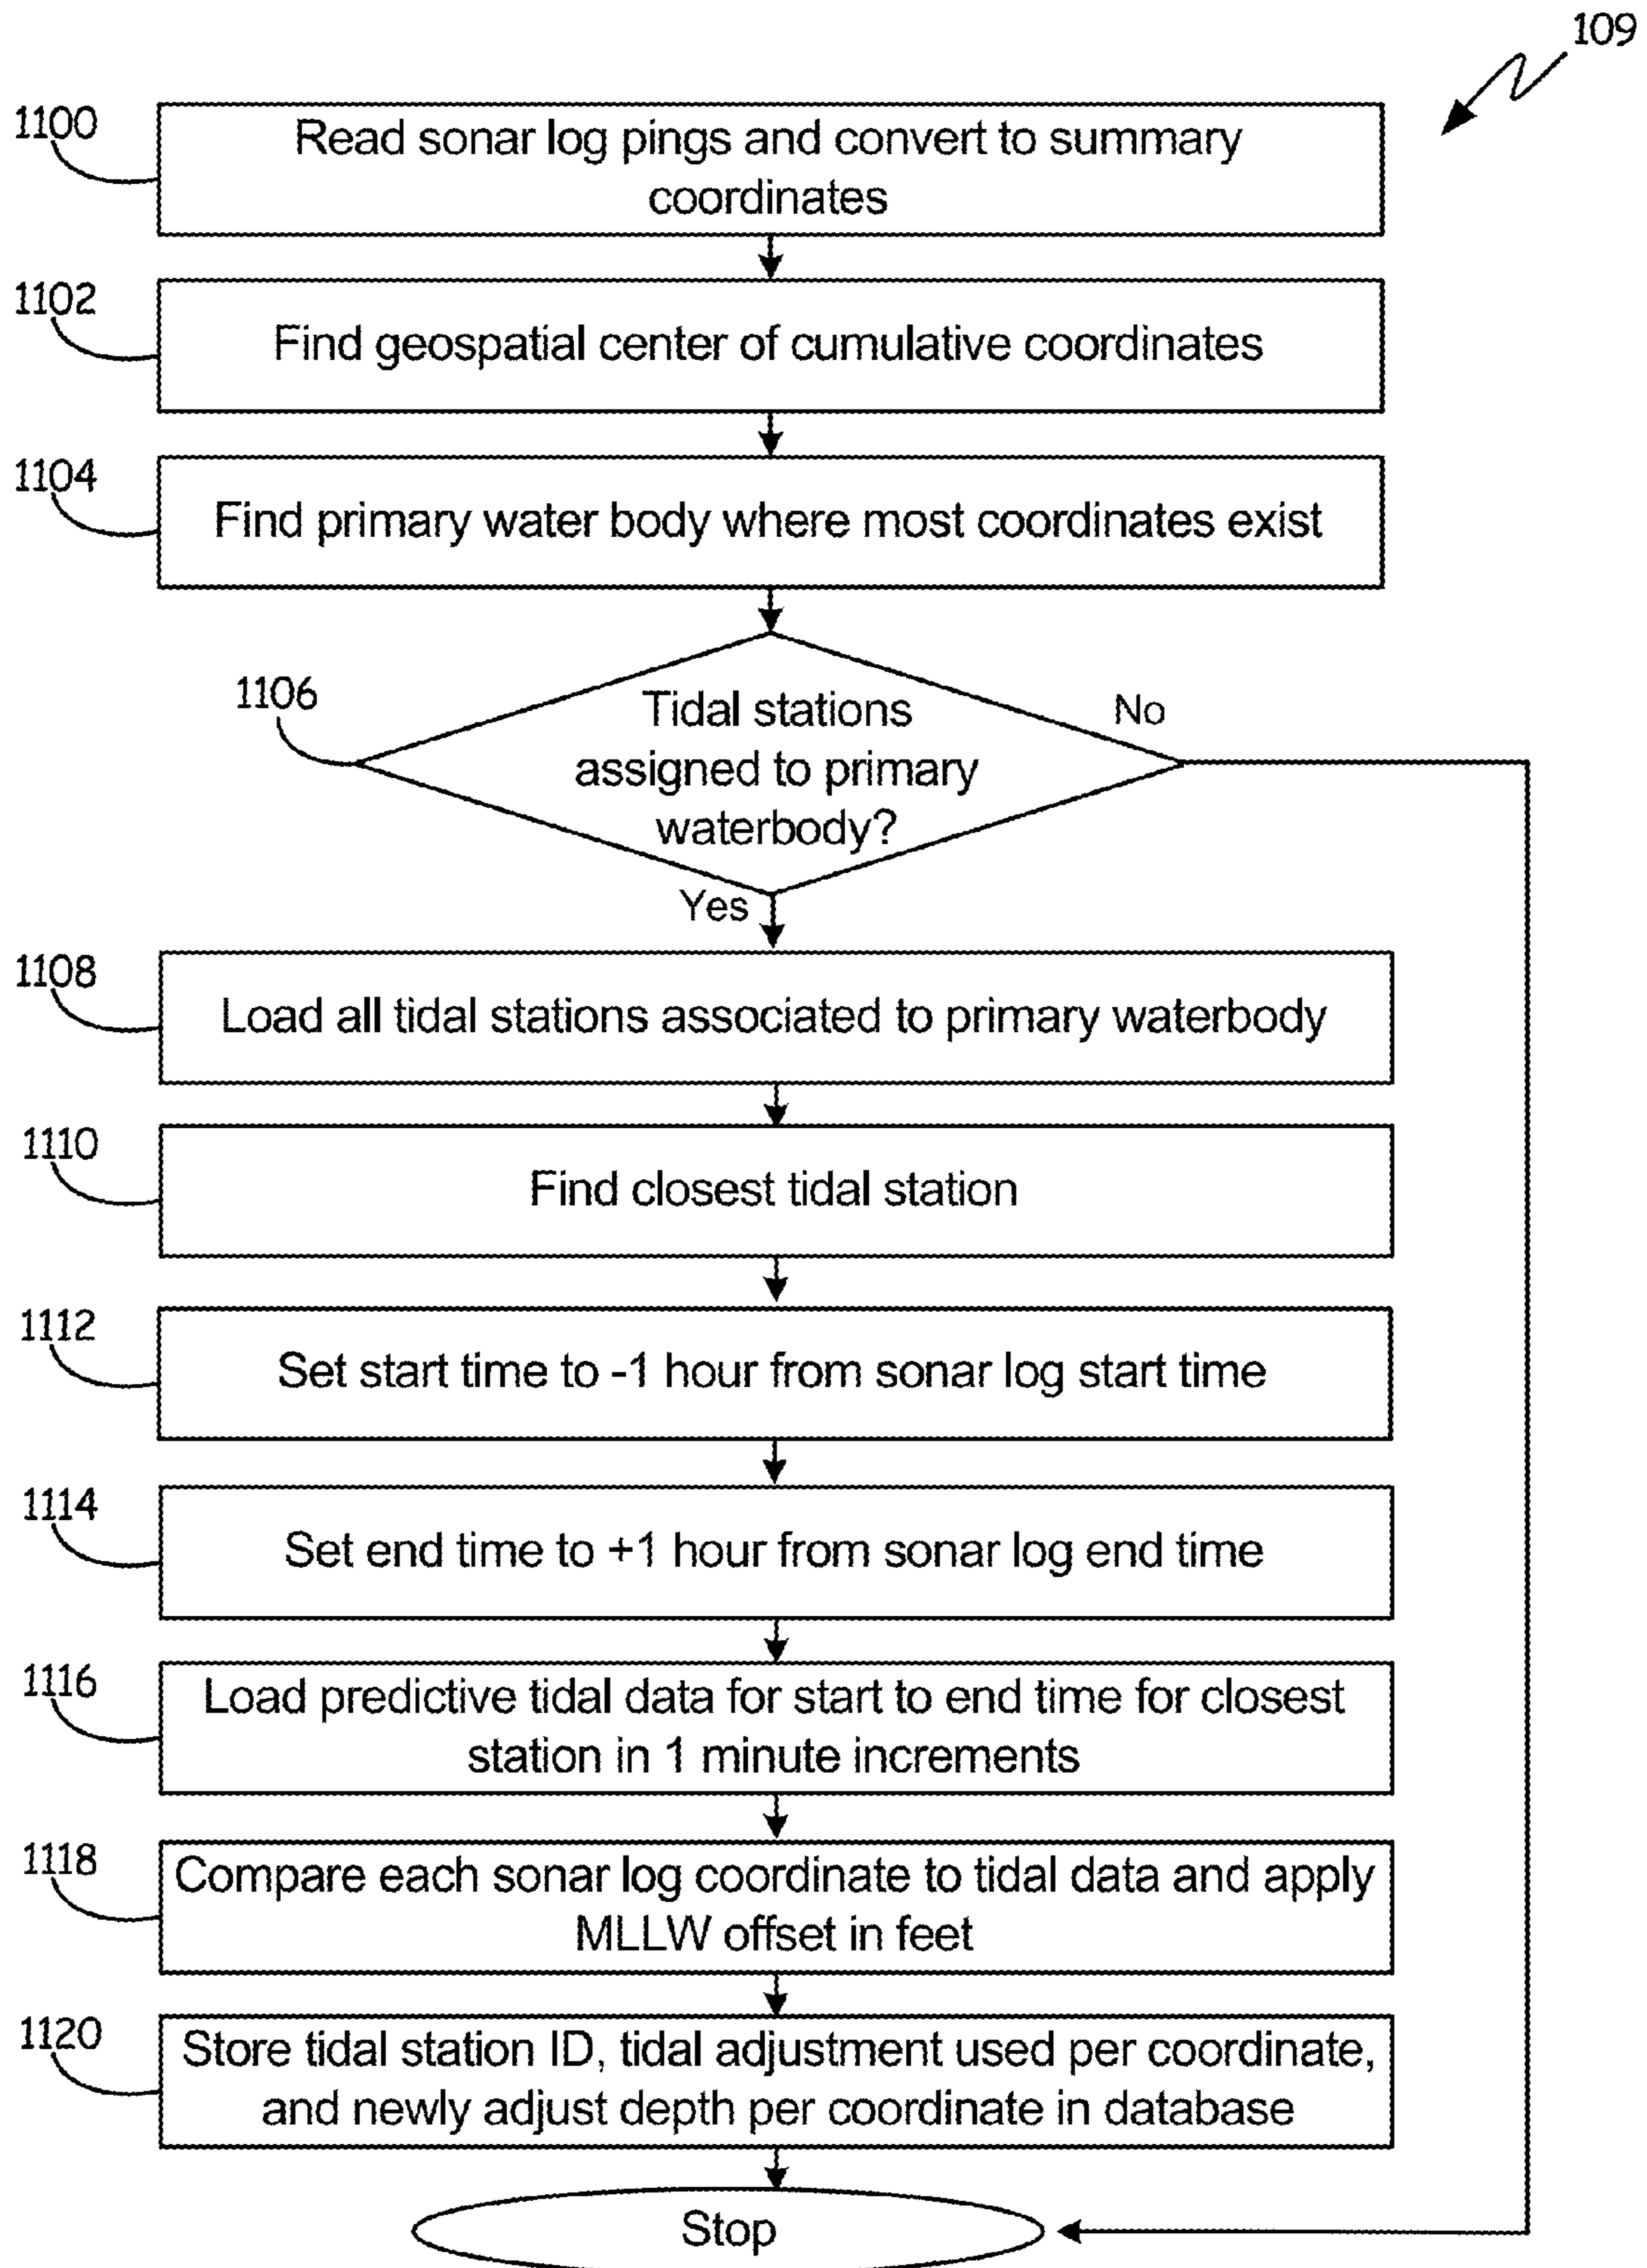 109
1100
Read sonar log pings and convert to summary
coordinates
1102
Find geospatial center of cumulative coordinates
1104
Find primary water body where most coordinates exist
1106
Tidal stations
assigned to primary
waterbody?
No
Yes
1108
Load all tidal stations associated to primary waterbody
1110
Find closest tidal station
1112
Set start time to -1 hour from sonar log start time
1114
Set end time to +1 hour from sonar log end time
1116
Load predictive tidal data for start to end time for closest
station in 1 minute increments
1118
Compare each sonar log coordinate to tidal data and apply
MLLW offset in feet
1120
Store tidal station ID, tidal adjustment used per coordinate,
and newly adjust depth per coordinate in database
Stop